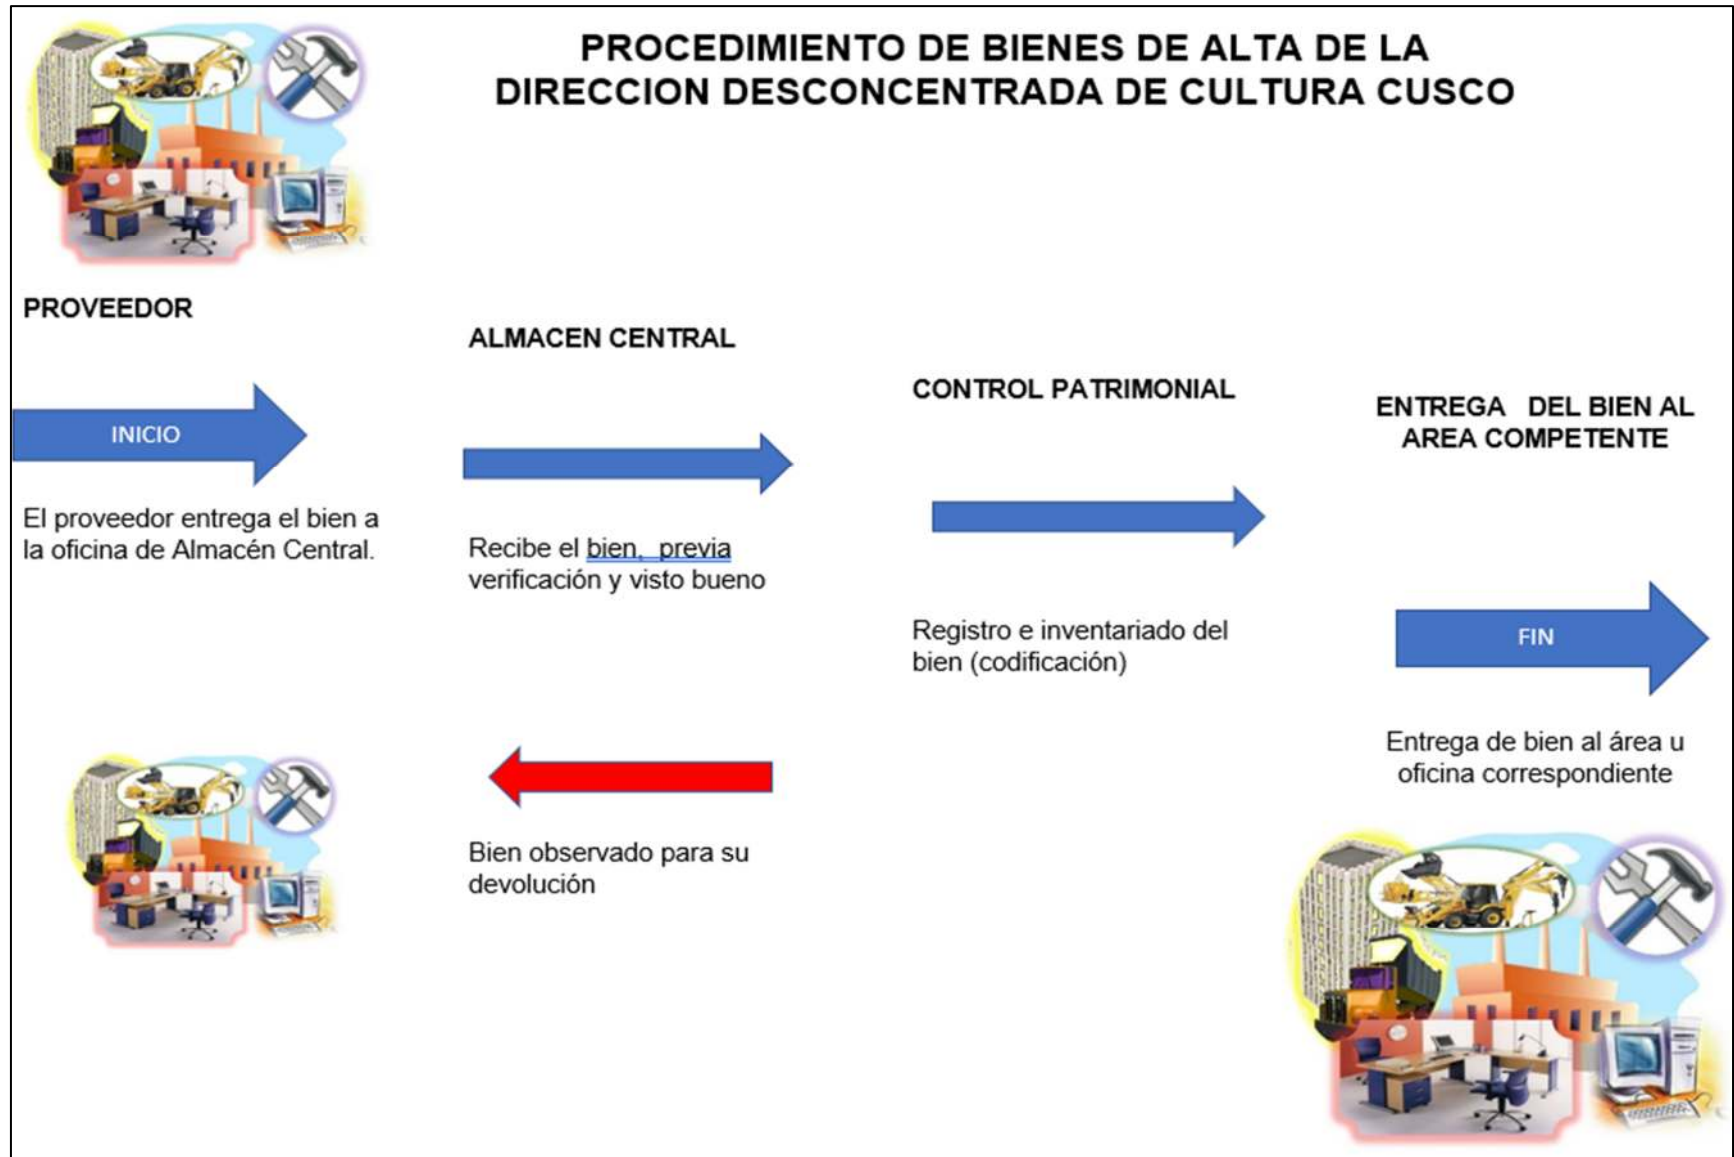 PROCEDIMIENTO DE BIENES DE ALTA DE LA
DIRECCION DESCONCENTRADA DE CULTURA CUSCO
PROVEEDOR
INICIO
El proveedor entrega el bien a
la oficina de Almacén Central.
ALMACEN CENTRAL
Recibe el bien, previa
verificación y visto bueno
CONTROL PATRIMONIAL
Registro e inventariado del
bien (codificación)
ENTREGA DEL BIEN AL
AREA COMPETENTE
FIN
Entrega de bien al área u
oficina correspondiente
Bien observado para su
devolución